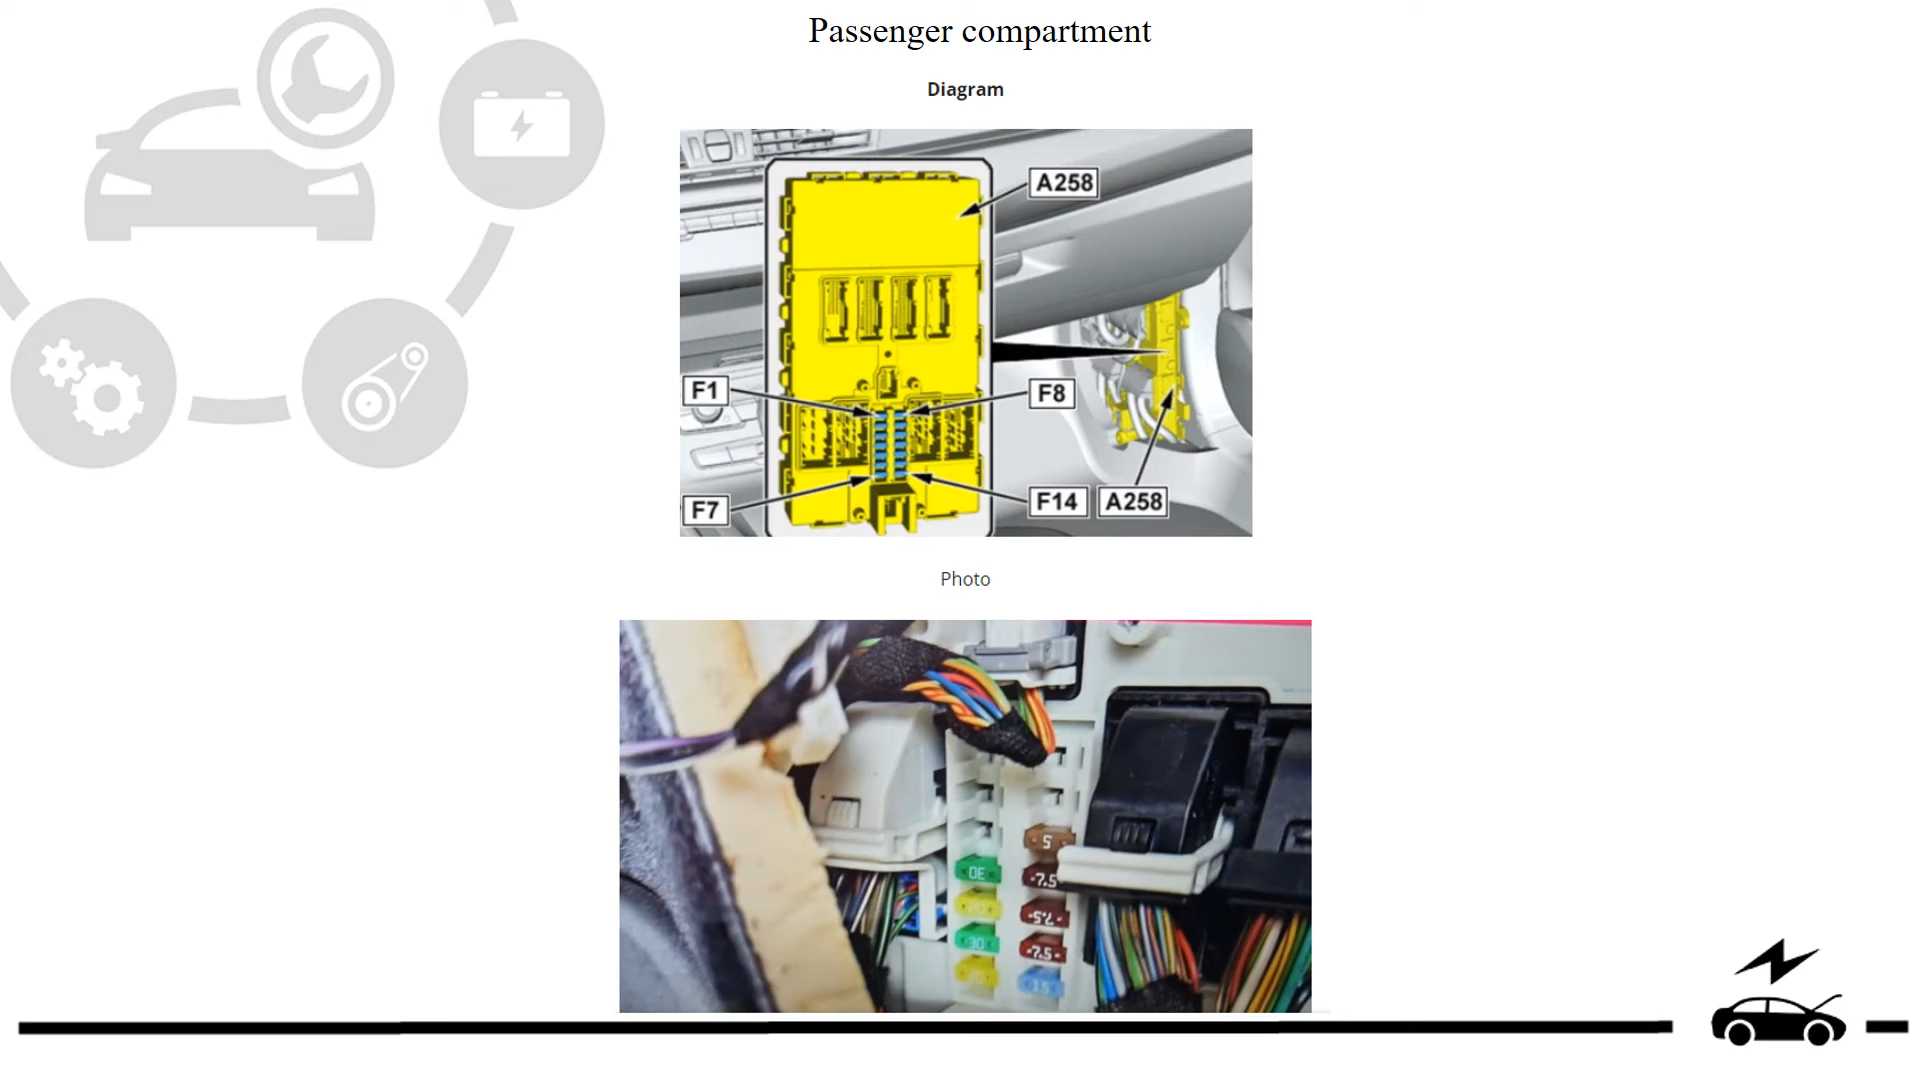 Passenger compartment
Diagram
A258
F1
F8
F7
F14
A258
Photo
5
30
-7.5-
-7.5-
30
-7.5-
15